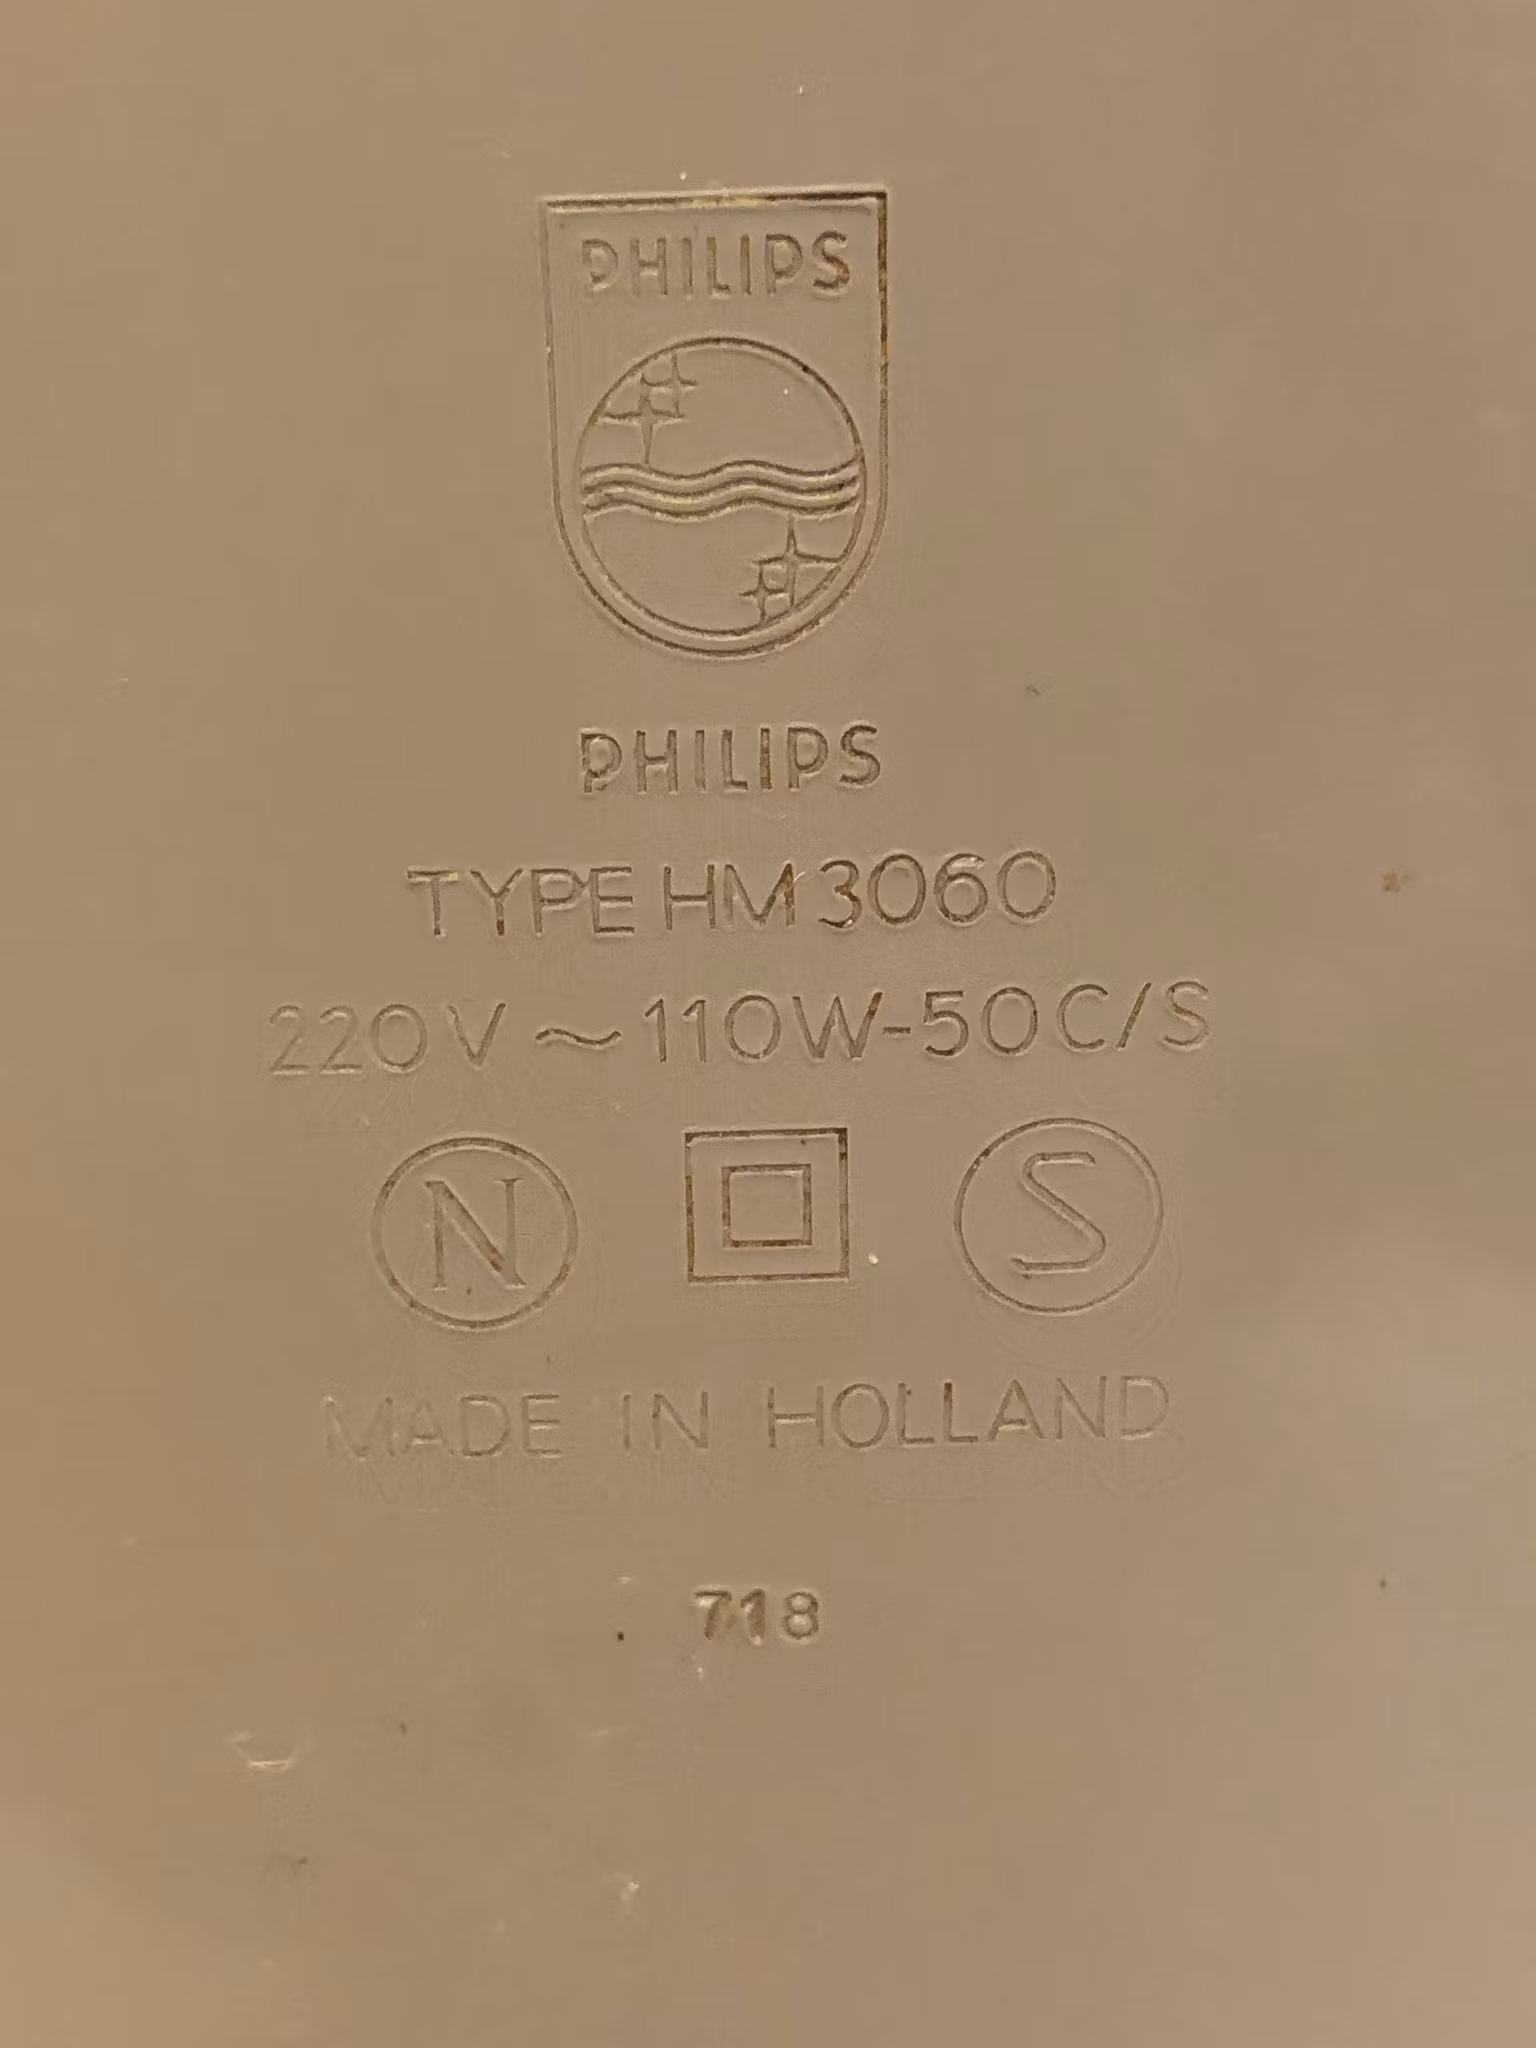 PHILIPS
PHILIPS
TYPE HM 3060
220V ~ 110W-50C/S
N S
MADE IN HOLLAND
718